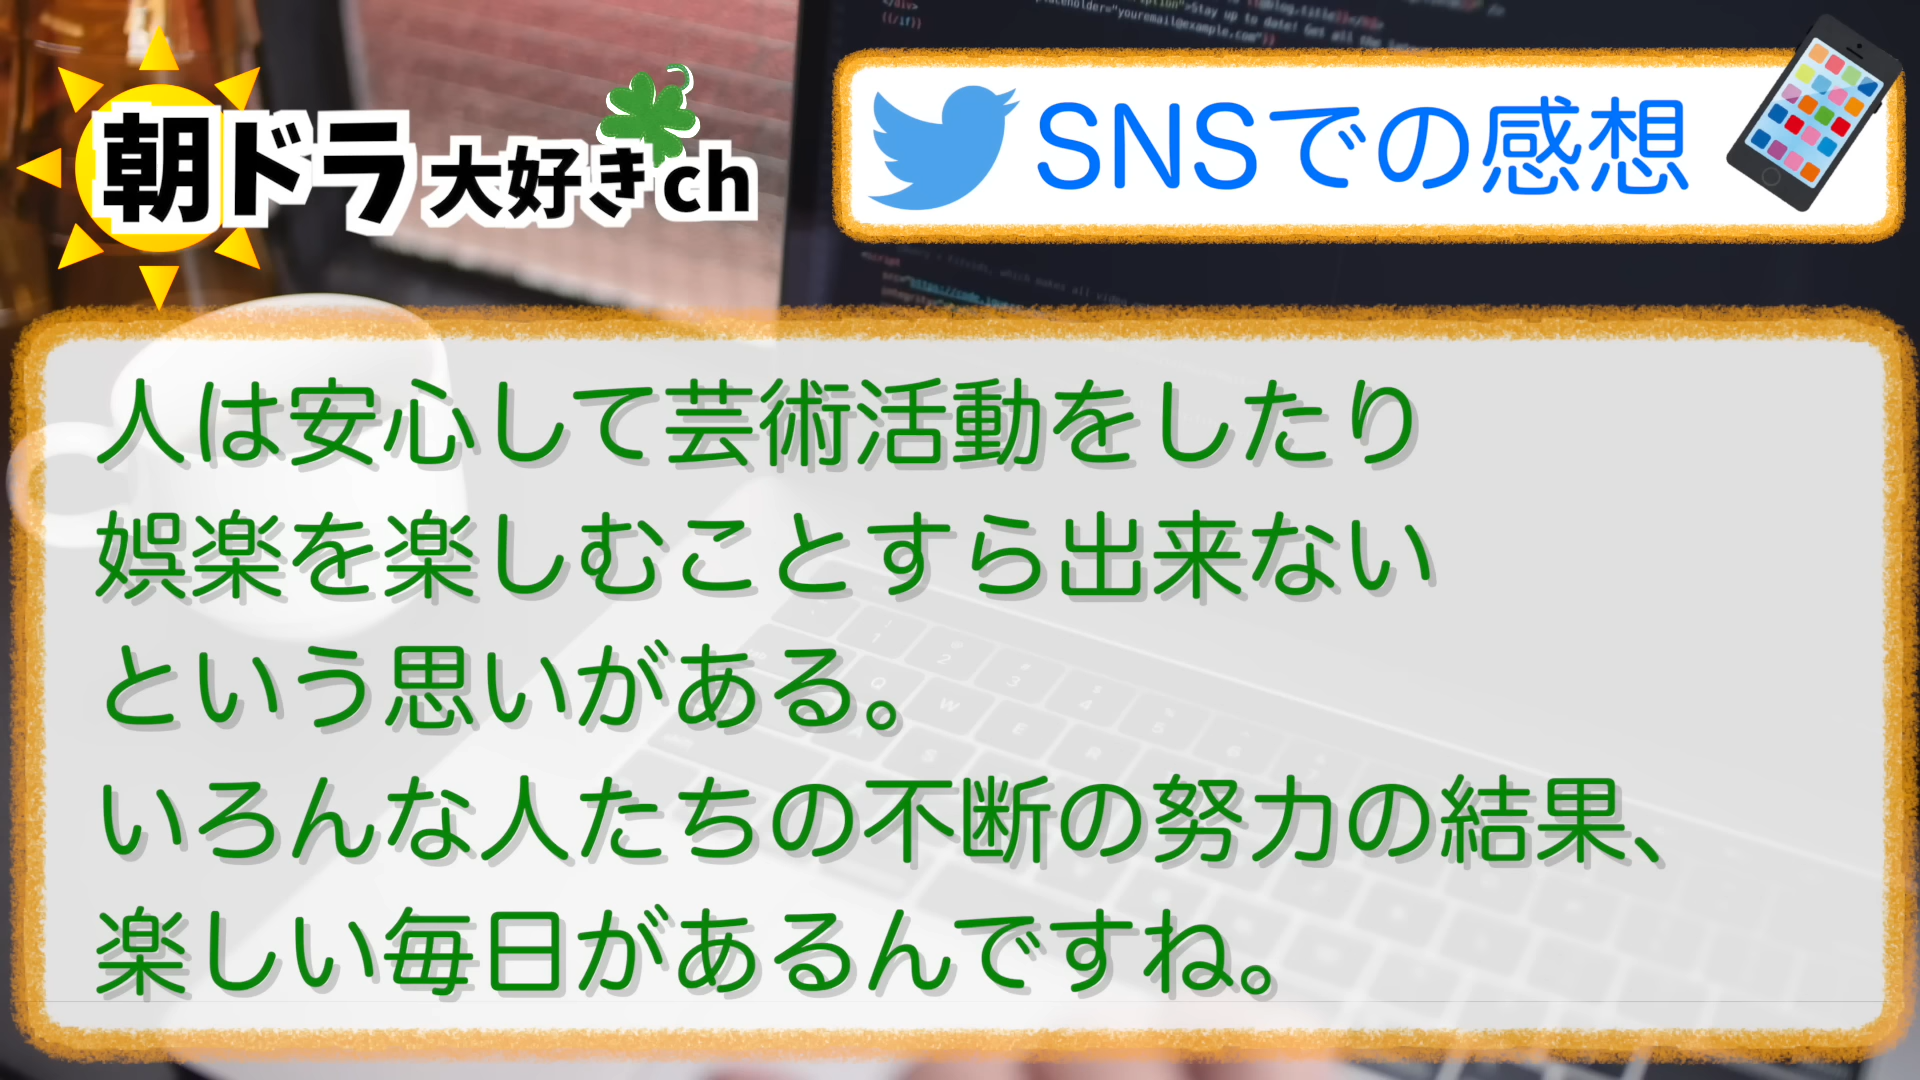 朝ドラ大好きch
SNSでの感想
人は安心して芸術活動をしたり
娯楽を楽しむことすら出来ない
という思いがある。
いろんな人たちの不断の努力の結果、
楽しい毎日があるんですね。